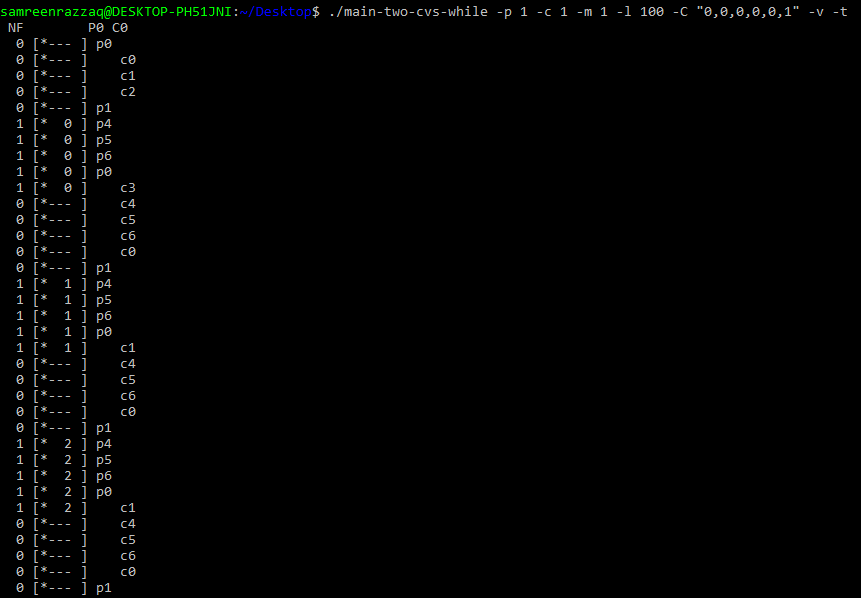 samreenrazzaq@DESKTOP-PH51JNI:~/Desktop$ ./main-two-cvs-while -p 1 -c 1 -m 1 -l 100 -C "0,0,0,0,0,1" -v -t
 NF        P0 C0
  0 [*--- ] p0
  0 [*--- ]    c0
  0 [*--- ]    c1
  0 [*--- ]    c2
  0 [*--- ] p1
  1 [*  0 ] p4
  1 [*  0 ] p5
  1 [*  0 ] p6
  1 [*  0 ] p0
  1 [*  0 ]    c3
  0 [*--- ]    c4
  0 [*--- ]    c5
  0 [*--- ]    c6
  0 [*--- ]    c0
  0 [*--- ] p1
  1 [*  1 ] p4
  1 [*  1 ] p5
  1 [*  1 ] p6
  1 [*  1 ] p0
  1 [*  1 ]    c1
  0 [*--- ]    c4
  0 [*--- ]    c5
  0 [*--- ]    c6
  0 [*--- ]    c0
  0 [*--- ] p1
  1 [*  2 ] p4
  1 [*  2 ] p5
  1 [*  2 ] p6
  1 [*  2 ] p0
  1 [*  2 ]    c1
  0 [*--- ]    c4
  0 [*--- ]    c5
  0 [*--- ]    c6
  0 [*--- ]    c0
  0 [*--- ] p1